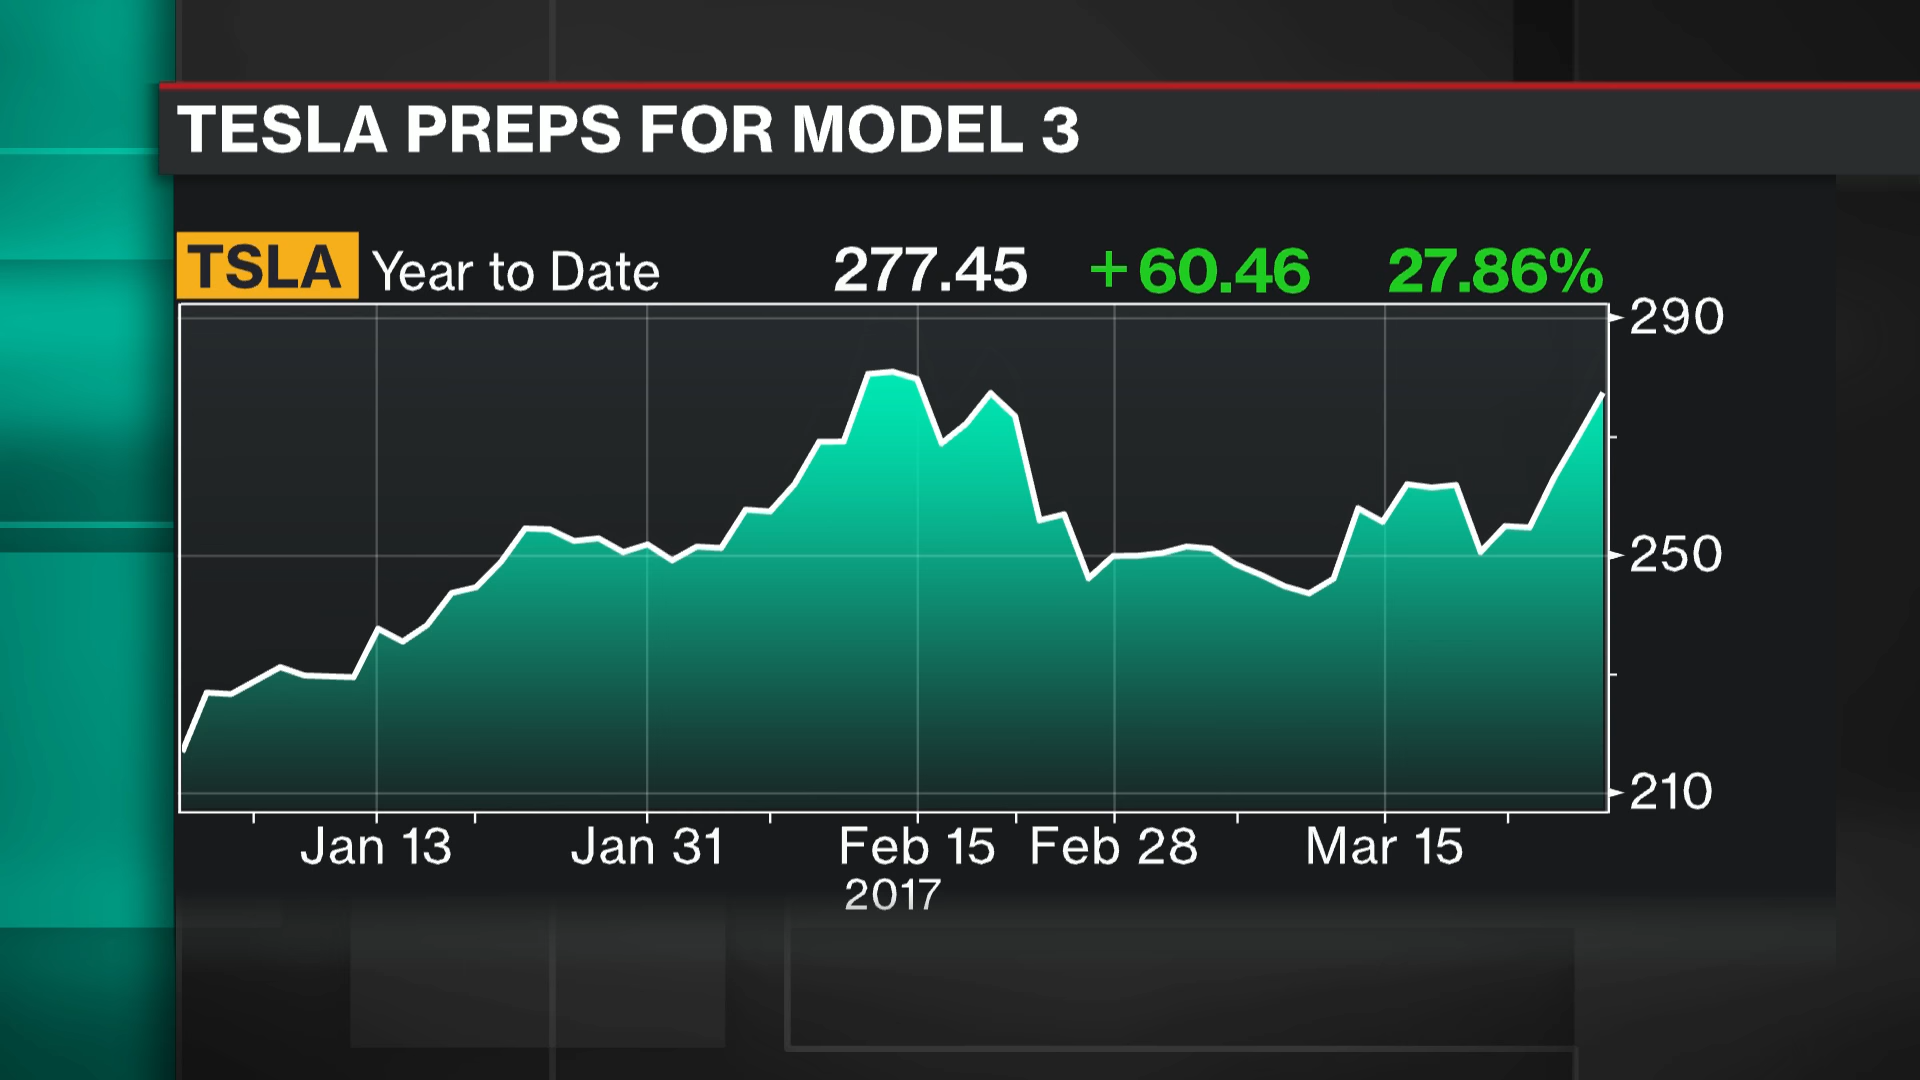 TESLA PREPS FOR MODEL 3
TSLA Year to Date 277.45 +60.46 27.86%
290
250
210
Jan 13 Jan 31 Feb 15 Feb 28 Mar 15
2017